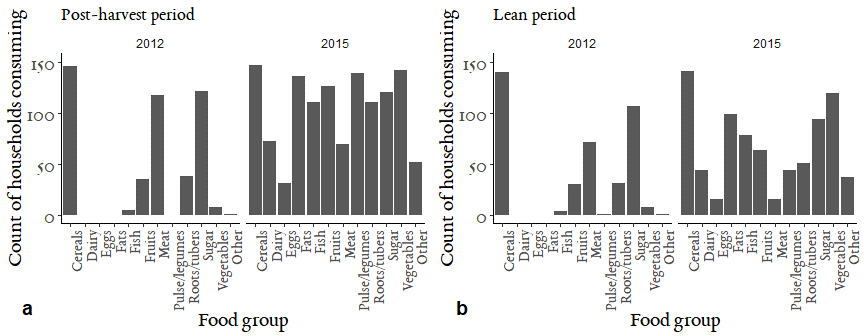 Post-harvest period
2012
2015
Count of households consuming
150
100
50
0
Cereals
Dairy
Eggs
Fats
Fish
Fruits
Meat
Pulse/legumes
Roots/tubers
Sugar
Vegetables
Other
Cereals
Dairy
Eggs
Fats
Fish
Fruits
Meat
Pulse/legumes
Roots/tubers
Sugar
Vegetables
Other
Food group
a
Lean period
2012
2015
Count of households consuming
150
100
50
0
Cereals
Dairy
Eggs
Fats
Fish
Fruits
Meat
Pulse/legumes
Roots/tubers
Sugar
Vegetables
Other
Cereals
Dairy
Eggs
Fats
Fish
Fruits
Meat
Pulse/legumes
Roots/tubers
Sugar
Vegetables
Other
Food group
b